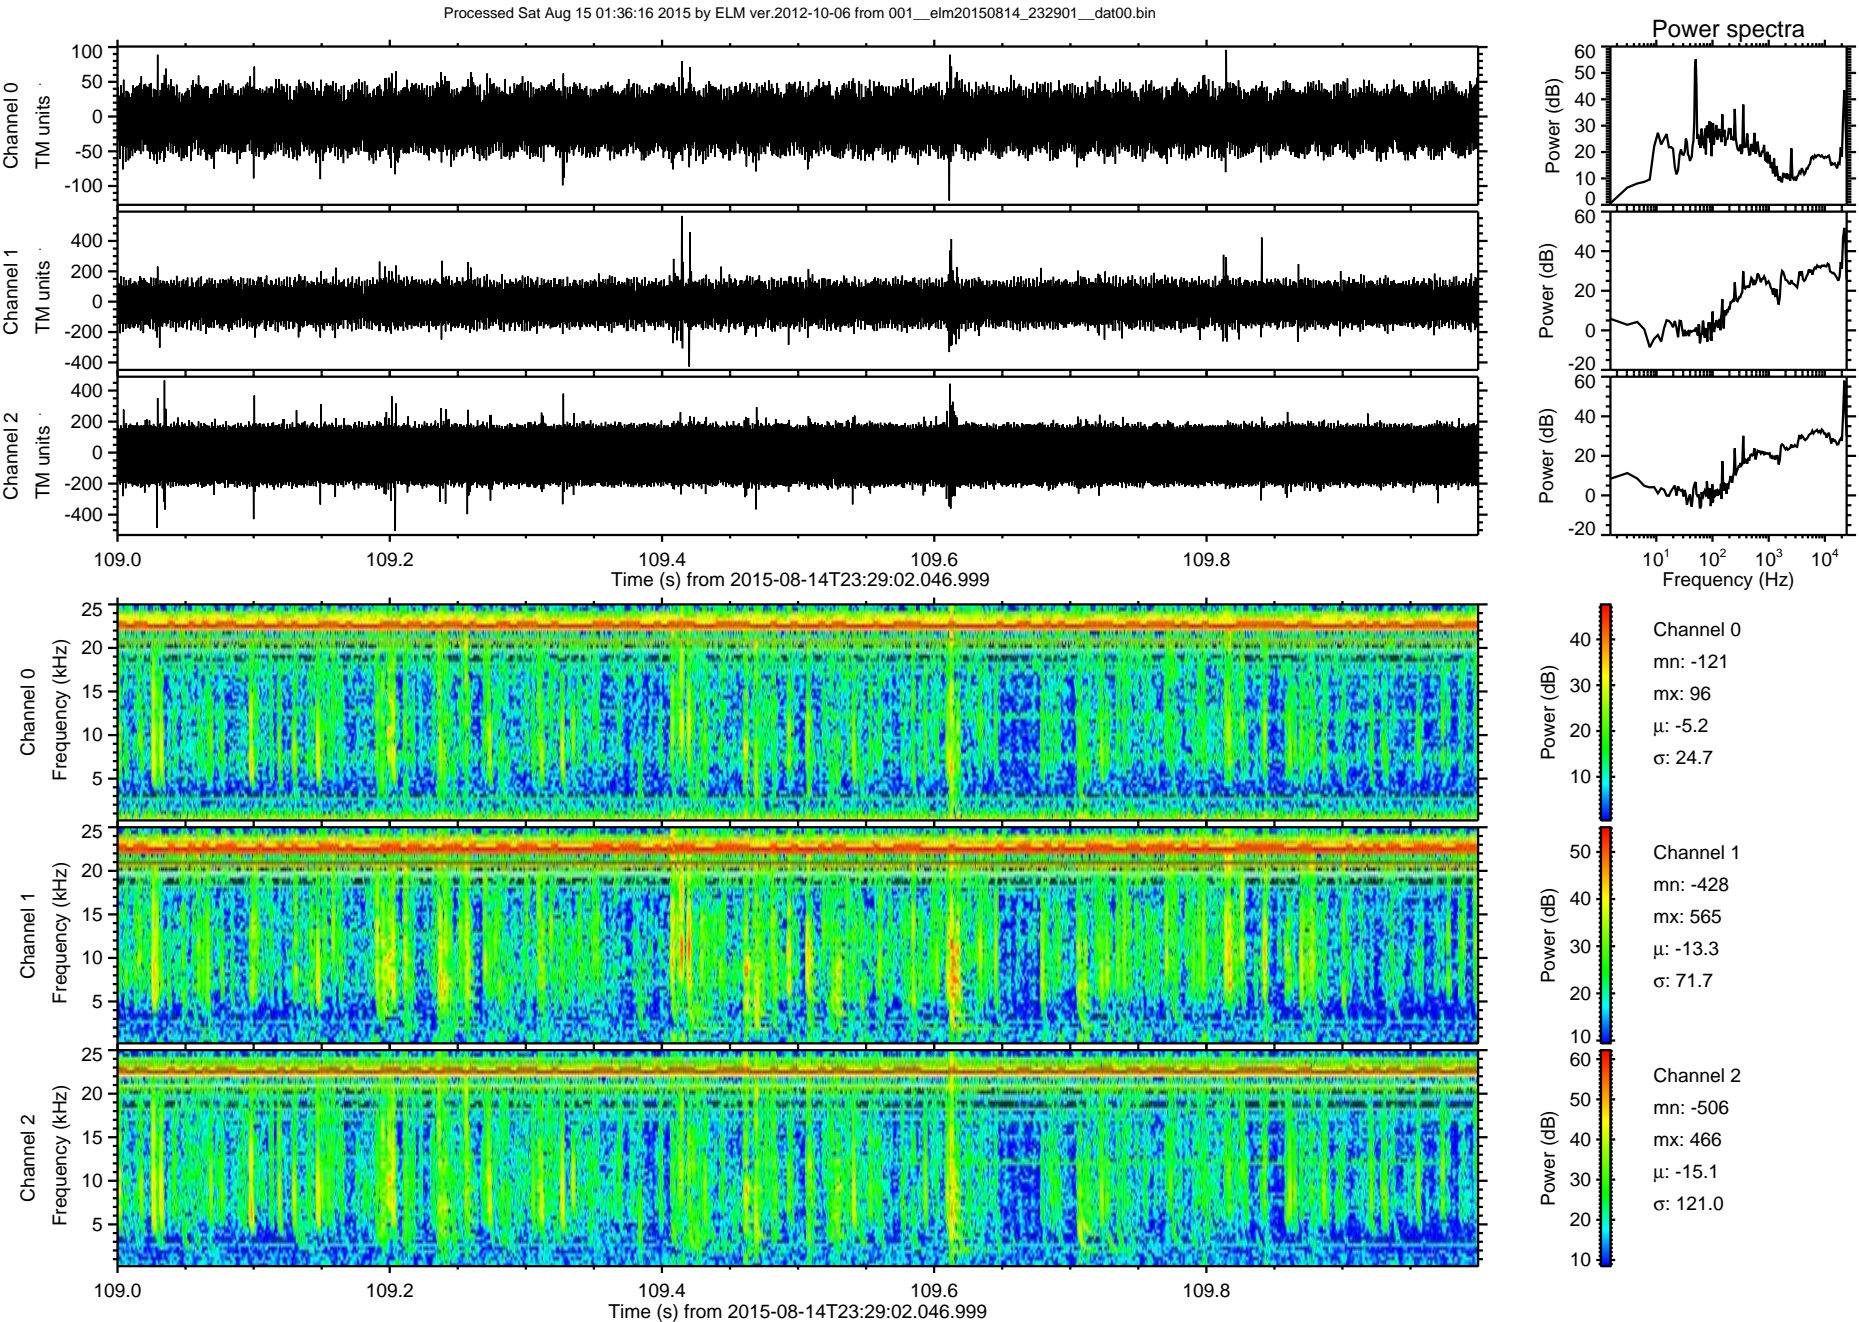 Processed Sat Aug 15 01:36:16 2015 by ELM ver.2012-10-06 from 001__elm20150814_232901__dat00.bin
Power spectra
Channel 0
TM units
100
50
0
-50
-100
Power (dB)
60
50
40
30
20
10
0
Channel 1
TM units
400
200
0
-200
-400
Power (dB)
60
40
20
0
-20
Channel 2
TM units
400
200
0
-200
-400
Power (dB)
60
40
20
0
-20
109.0 109.2 109.4 109.6 109.8
Time (s) from 2015-08-14T23:29:02.046.999
10^1 10^2 10^3 10^4
Frequency (Hz)
Channel 0
Frequency (kHz)
25
20
15
10
5
Power (dB)
40
30
20
10
Channel 0
mn: -121
mx: 96
μ: -5.2
σ: 24.7
Channel 1
Frequency (kHz)
25
20
15
10
5
Power (dB)
50
40
30
20
10
Channel 1
mn: -428
mx: 565
μ: -13.3
σ: 71.7
Channel 2
Frequency (kHz)
25
20
15
10
5
Power (dB)
60
50
40
30
20
10
Channel 2
mn: -506
mx: 466
μ: -15.1
σ: 121.0
109.0 109.2 109.4 109.6 109.8
Time (s) from 2015-08-14T23:29:02.046.999